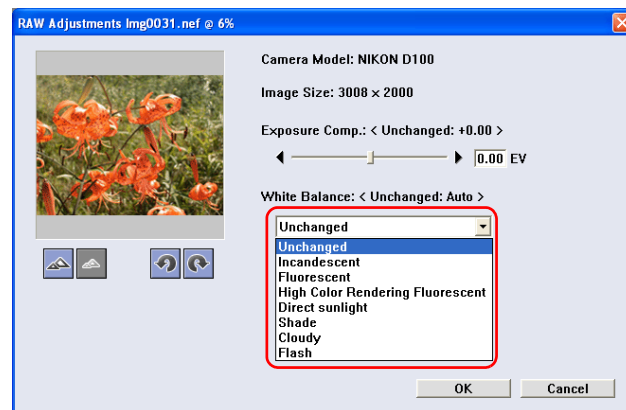 RAW Adjustments Img0031.nef @ 6%
Camera Model: NIKON D100
Image Size: 3008 x 2000
Exposure Comp.: < Unchanged: +0.00 >
0.00 EV
White Balance: < Unchanged: Auto >
Unchanged
Unchanged
Incandescent
Fluorescent
High Color Rendering Fluorescent
Direct sunlight
Shade
Cloudy
Flash
OK Cancel